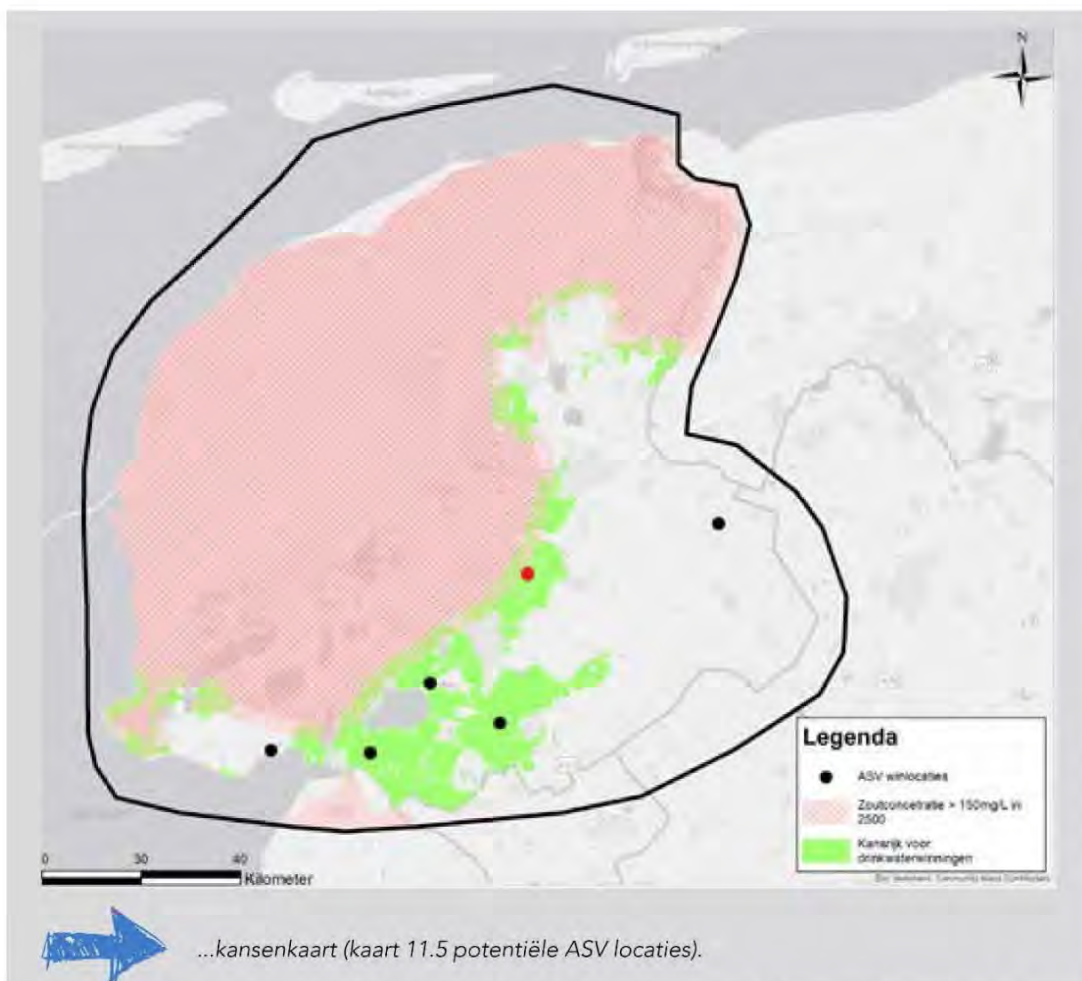 N
Legenda
ASV winlocaties
Zoutconcetratie > 150mg/L in
2500
Kansrijk voor
drinkwaterwinningen
0 30 40
Kilometer
...kansenkaart (kaart 11.5 potentiële ASV locaties).